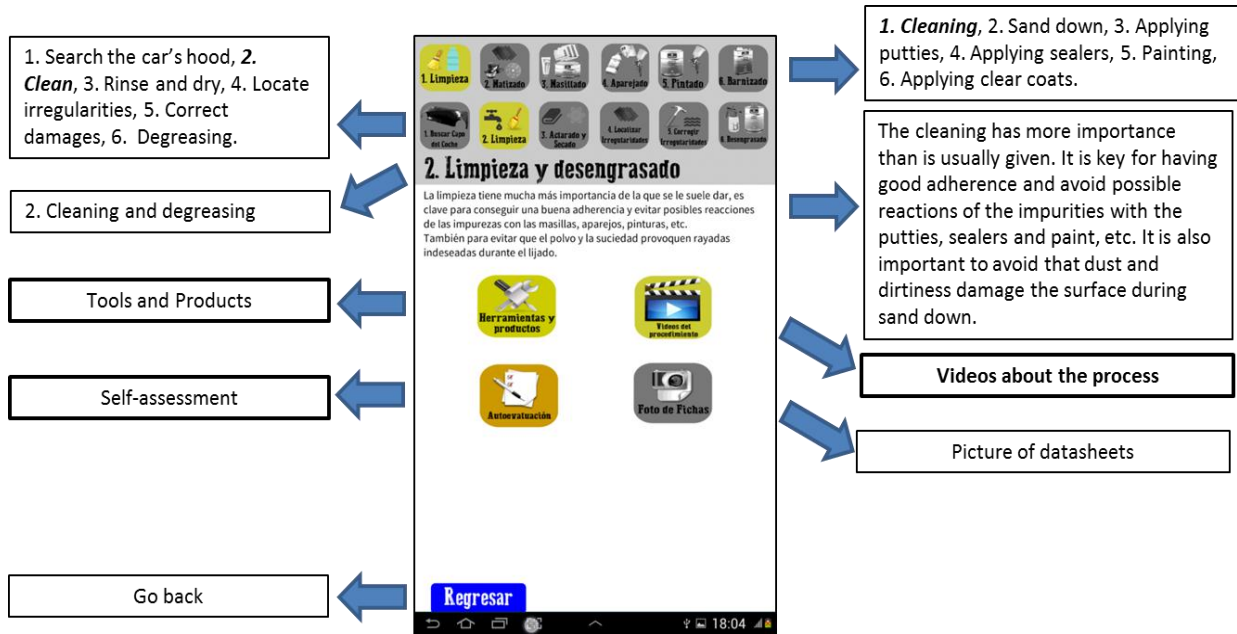 1. Search the car's hood, 2.
Clean, 3. Rinse and dry, 4. Locate
irregularities, 5. Correct
damages, 6. Degreasing.
2. Cleaning and degreasing
Tools and Products
Self-assessment
Go back
1. Limpieza
2. Matizado
3. Masillado
4. Aparejado
5. Pintado
6. Barnizado
1. Buscar Capo
del Coche
2. Limpieza
3. Aclarado y
Secado
4. Localizar
Irregularidades
5. Corregir
Irregularidades
6. Desengrasado
2. Limpieza y desengrasado
La limpieza tiene mucha más importancia de la que se le suele dar, es
clave para conseguir una buena adherencia y evitar posibles reacciones
de las impurezas con las masillas, aparejos, pinturas, etc.
También para evitar que el polvo y la suciedad provoquen rayadas
indeseadas durante el lijado.
Herramientas y
productos
Videos del
procedimiento
Autoevaluación
Foto de Fichas
Regresar
18:04
1. Cleaning, 2. Sand down, 3. Applying
putties, 4. Applying sealers, 5. Painting,
6. Applying clear coats.
The cleaning has more importance
than is usually given. It is key for having
good adherence and avoid possible
reactions of the impurities with the
putties, sealers and paint, etc. It is also
important to avoid that dust and
dirtiness damage the surface during
sand down.
Videos about the process
Picture of datasheets